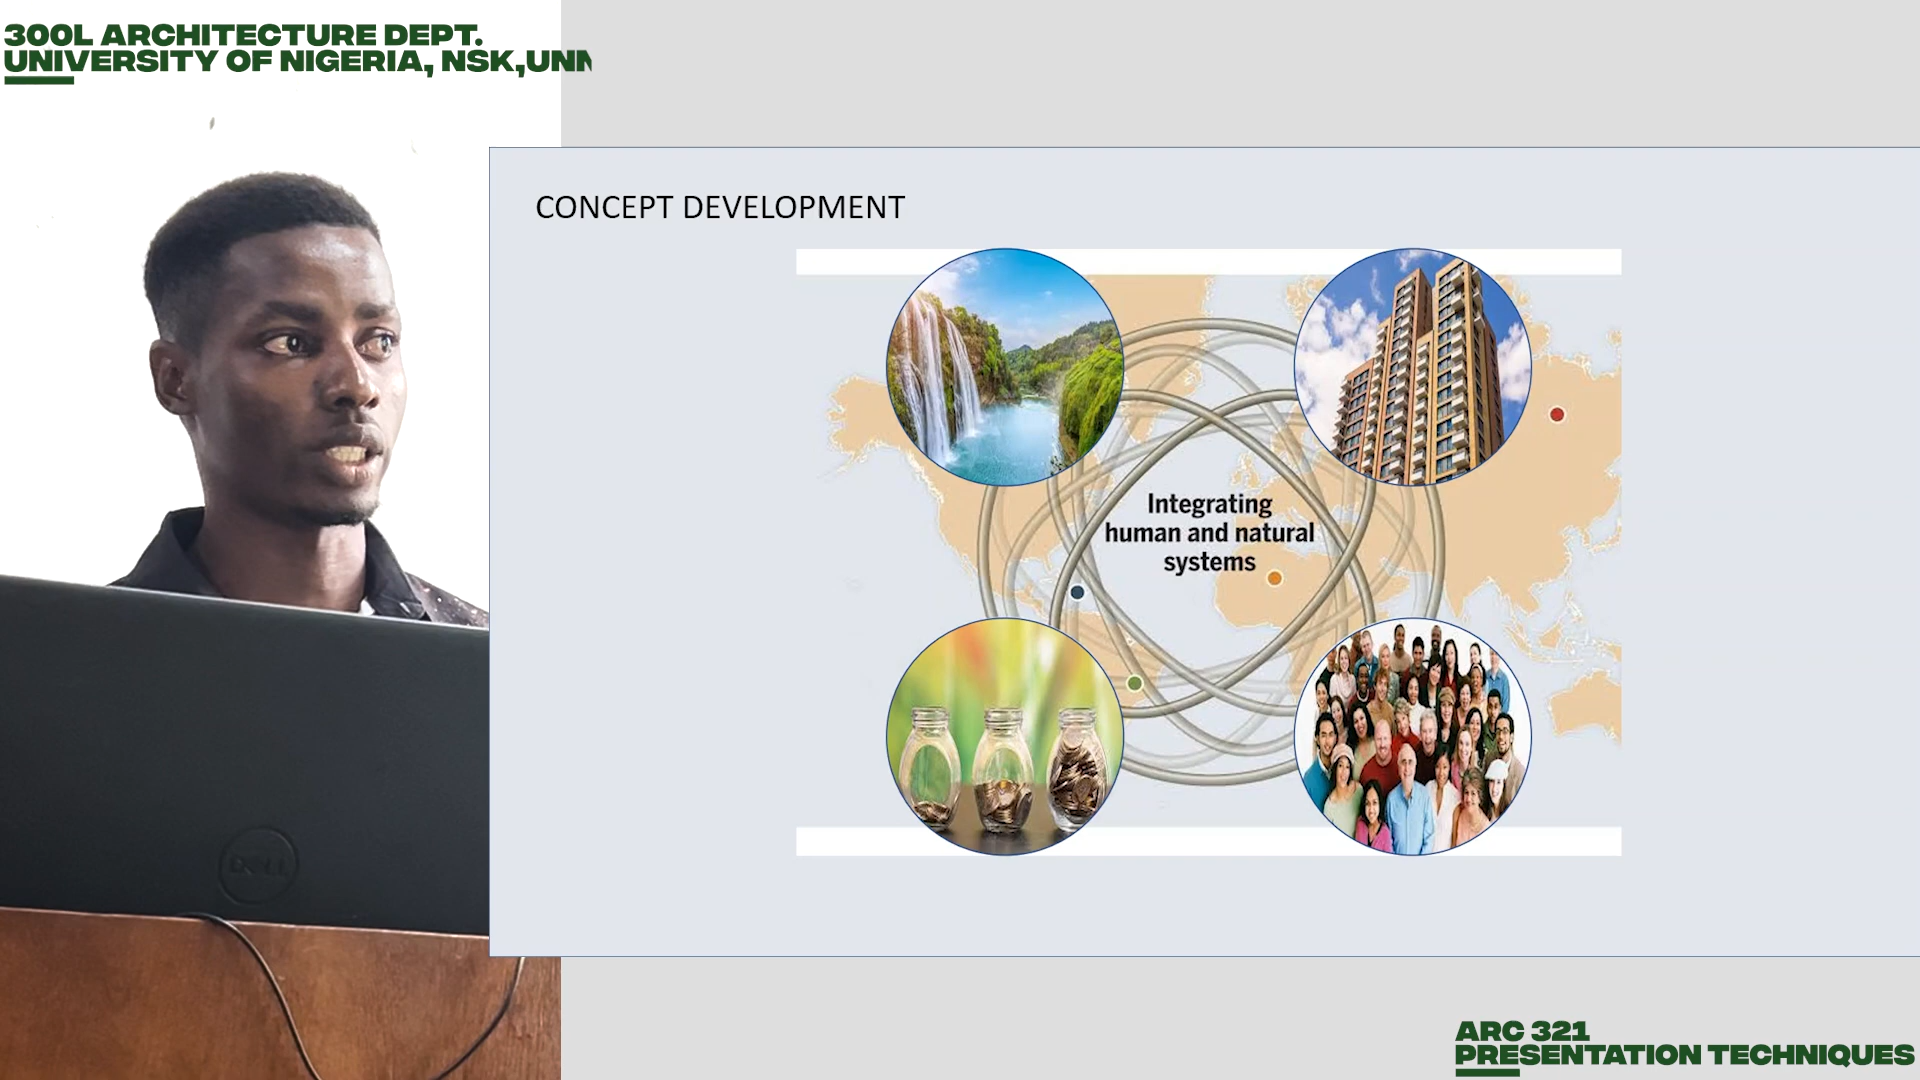 300L ARCHITECTURE DEPT.
UNIVERSITY OF NIGERIA, NSK,UNN
CONCEPT DEVELOPMENT
Integrating
human and natural
systems
DELL
ARC 321
PRESENTATION TECHNIQUES